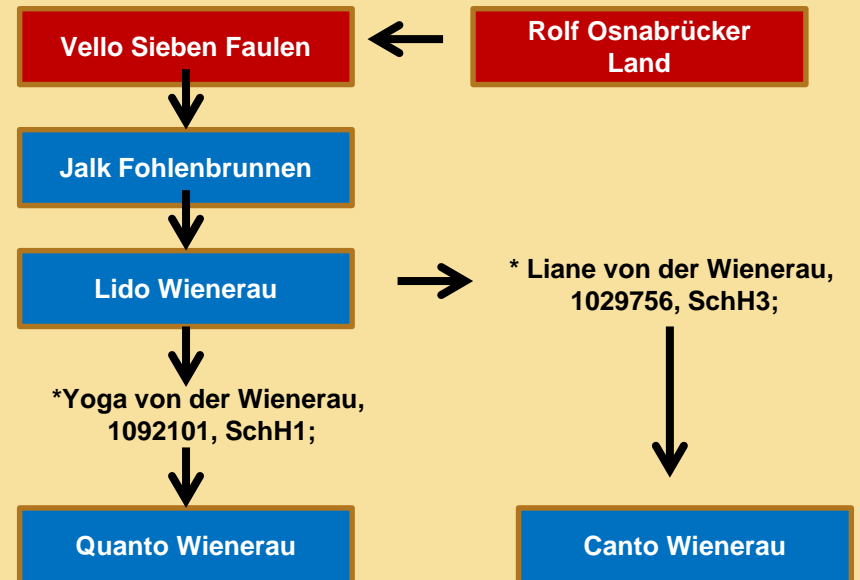 Vello Sieben Faulen
Rolf Osnabrücker
Land
Jalk Fohlenbrunnen
Lido Wienerau
* Liane von der Wienerau,
1029756, SchH3;
*Yoga von der Wienerau,
1092101, SchH1;
Quanto Wienerau
Canto Wienerau